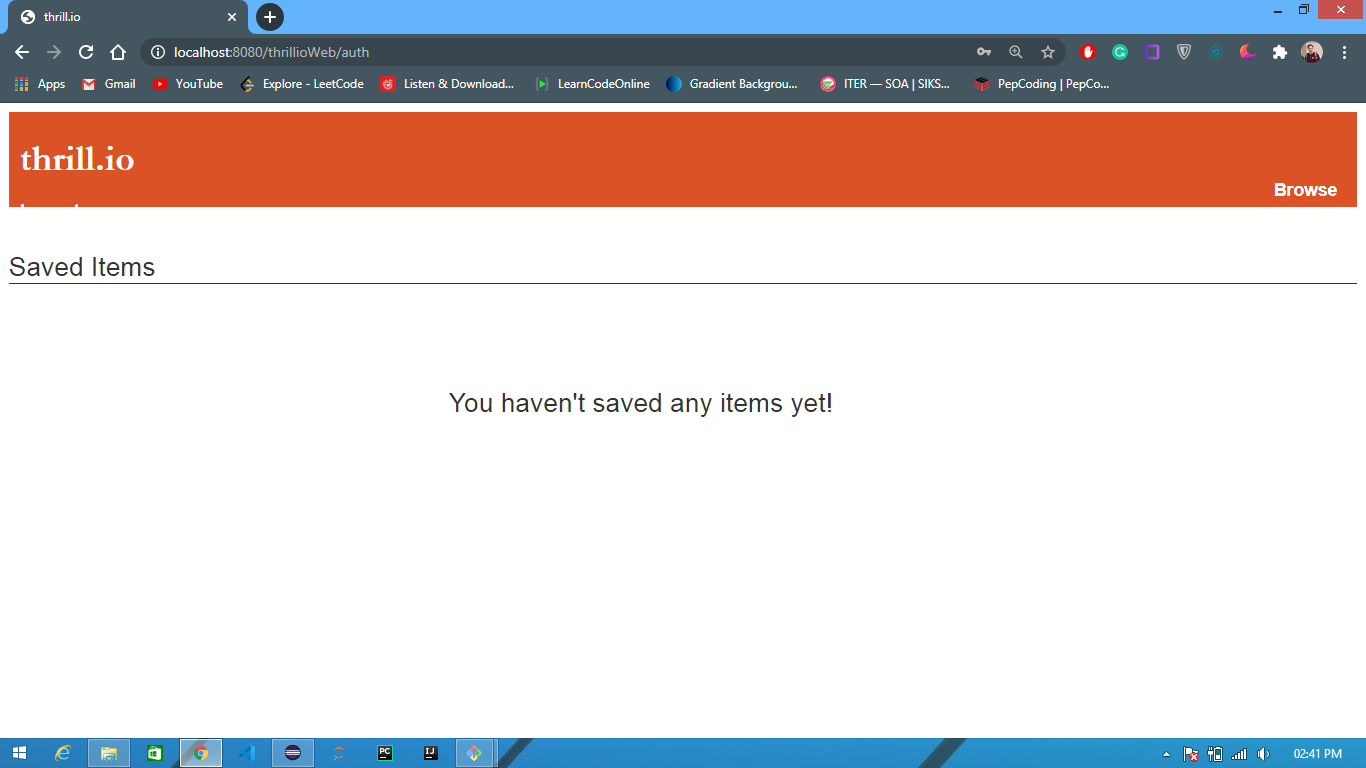 thrill.io
localhost:8080/thrillioWeb/auth
Apps Gmail YouTube Explore - LeetCode Listen & Download... LearnCodeOnline Gradient Backgrou... ITER — SOA | SIKS... PepCoding | PepCo...
thrill.io
Browse
Saved Items
You haven't saved any items yet!
PC IJ
02:41 PM